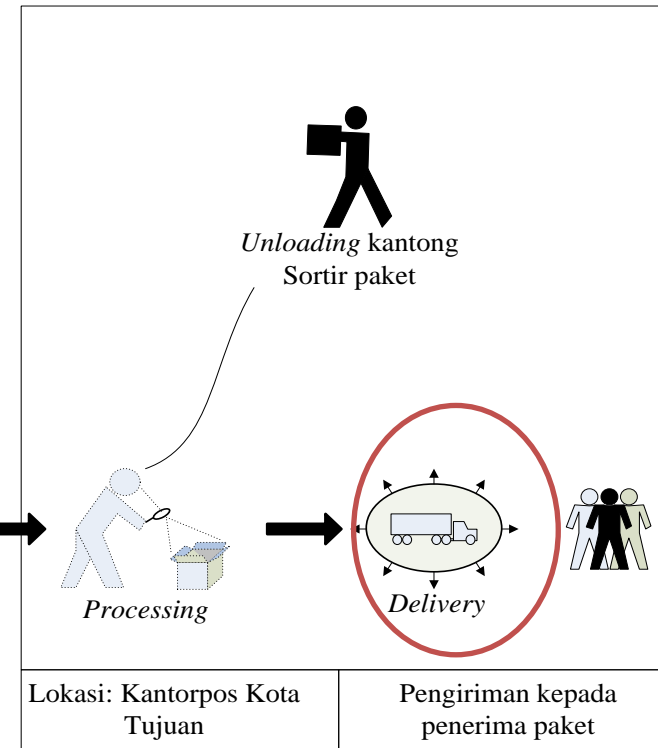 Unloading kantong
Sortir paket
Processing
Delivery
Lokasi: Kantorpos Kota
Tujuan
Pengiriman kepada
penerima paket